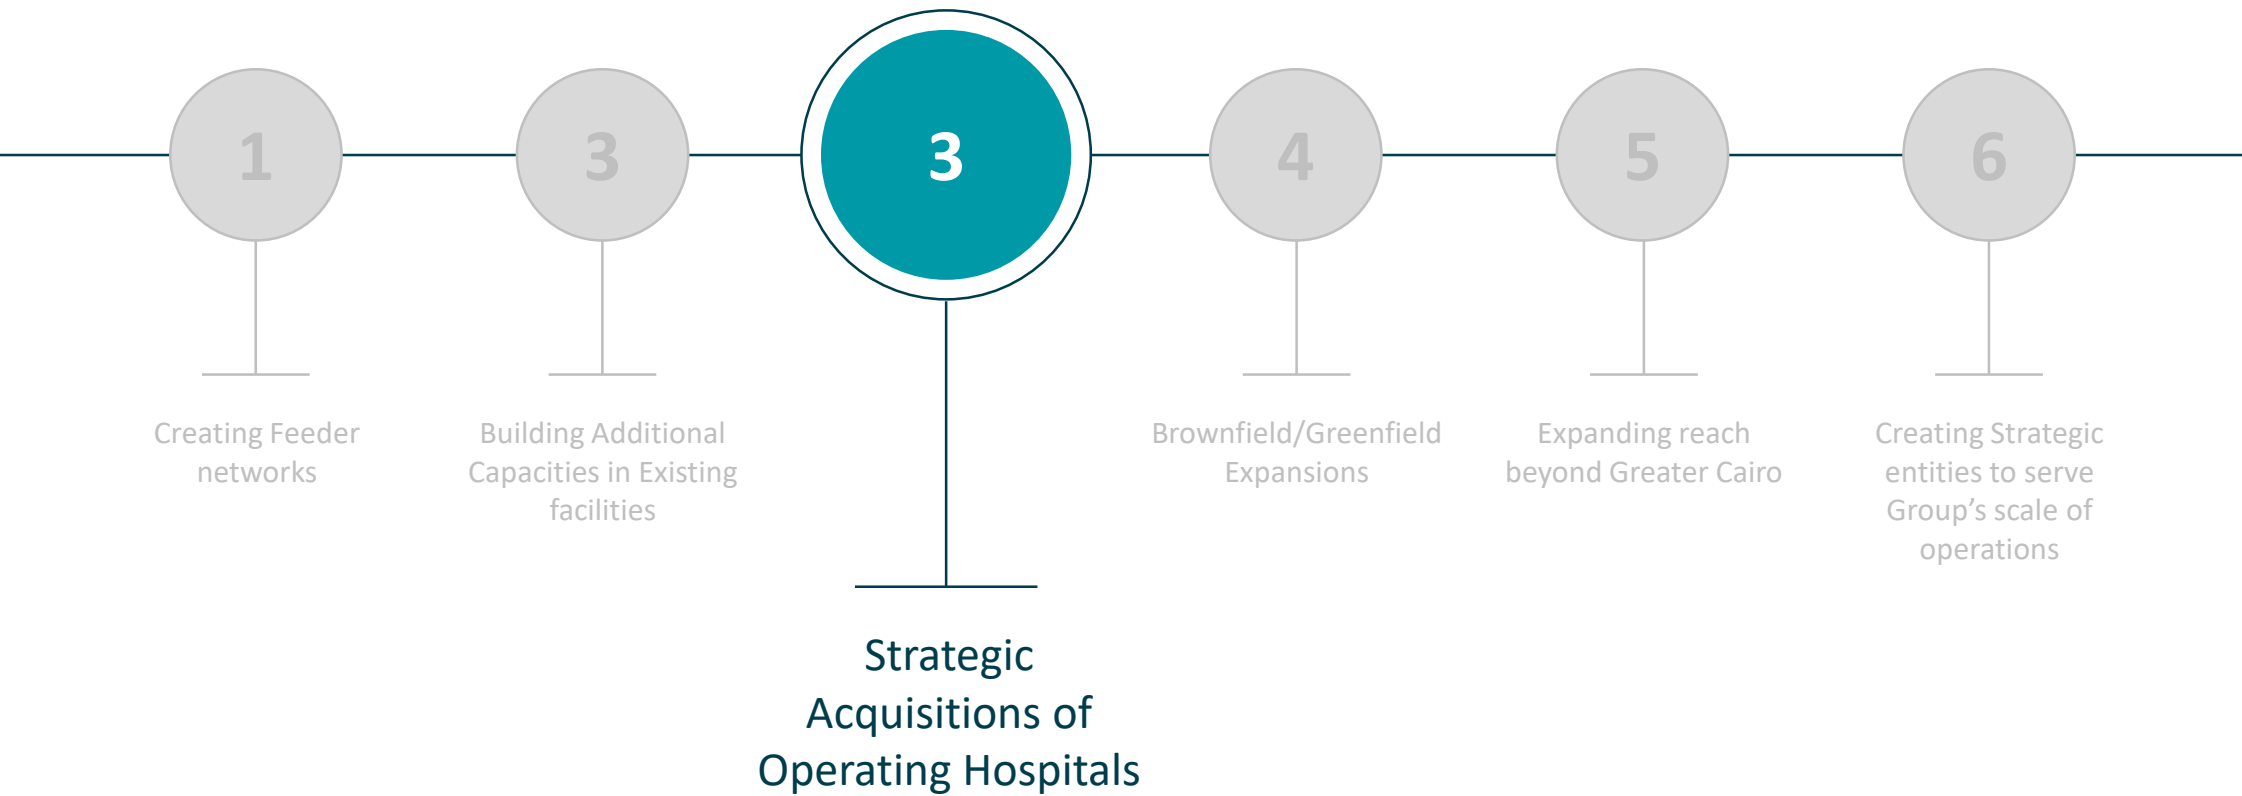 1
3
3
4
5
6
Creating Feeder
networks
Building Additional
Capacities in Existing
facilities
Strategic
Acquisitions of
Operating Hospitals
Brownfield/Greenfield
Expansions
Expanding reach
beyond Greater Cairo
Creating Strategic
entities to serve
Group’s scale of
operations